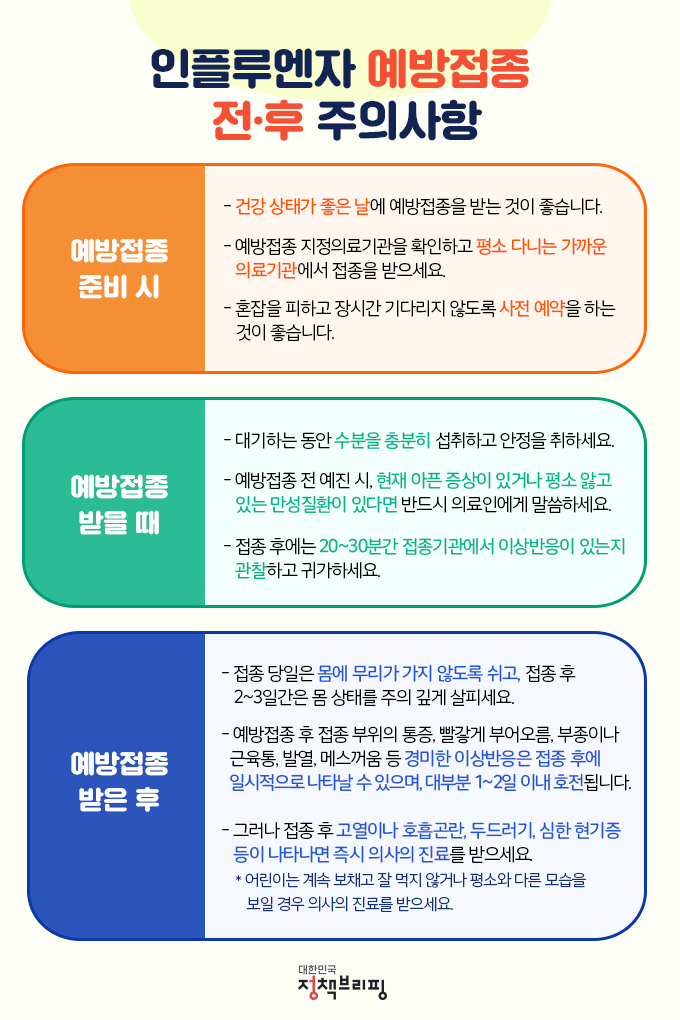 인플루엔자 예방접종
전·후 주의사항
예방접종
준비 시
- 건강 상태가 좋은 날에 예방접종을 받는 것이 좋습니다.
- 예방접종 지정의료기관을 확인하고 평소 다니는 가까운
의료기관에서 접종을 받으세요.
- 혼잡을 피하고 장시간 기다리지 않도록 사전 예약을 하는
것이 좋습니다.
예방접종
받을 때
- 대기하는 동안 수분을 충분히 섭취하고 안정을 취하세요.
- 예방접종 전 예진 시, 현재 아픈 증상이 있거나 평소 앓고
있는 만성질환이 있다면 반드시 의료인에게 말씀하세요.
- 접종 후에는 20~30분간 접종기관에서 이상반응이 있는지
관찰하고 귀가하세요.
예방접종
받은 후
- 접종 당일은 몸에 무리가 가지 않도록 쉬고, 접종 후
2~3일간은 몸 상태를 주의 깊게 살피세요.
- 예방접종 후 접종 부위의 통증, 빨갛게 부어오름, 부종이나
근육통, 발열, 메스꺼움 등 경미한 이상반응은 접종 후에
일시적으로 나타날 수 있으며, 대부분 1~2일 이내 호전됩니다.
- 그러나 접종 후 고열이나 호흡곤란, 두드러기, 심한 현기증
등이 나타나면 즉시 의사의 진료를 받으세요.
* 어린이는 계속 보채고 잘 먹지 않거나 평소와 다른 모습을
보일 경우 의사의 진료를 받으세요.
대한민국
정책브리핑